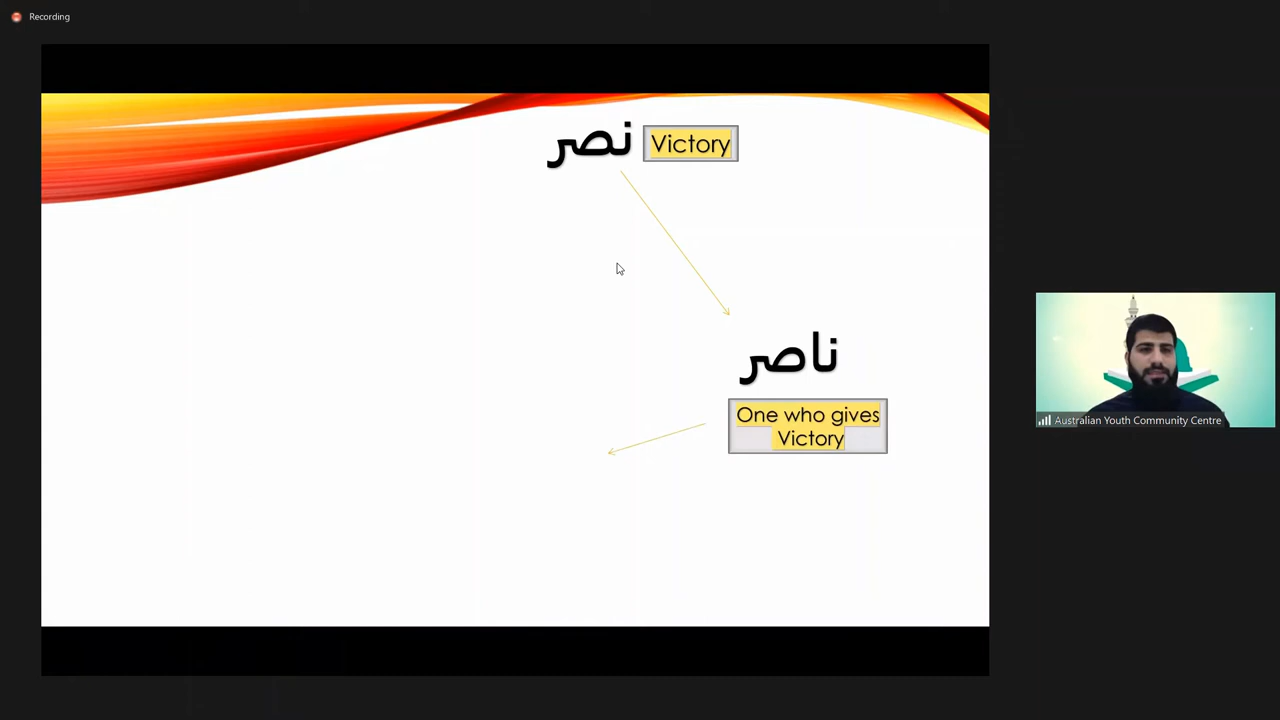 Recording
نصر
Victory
ناصر
One who gives
Victory
Australian Youth Community Centre